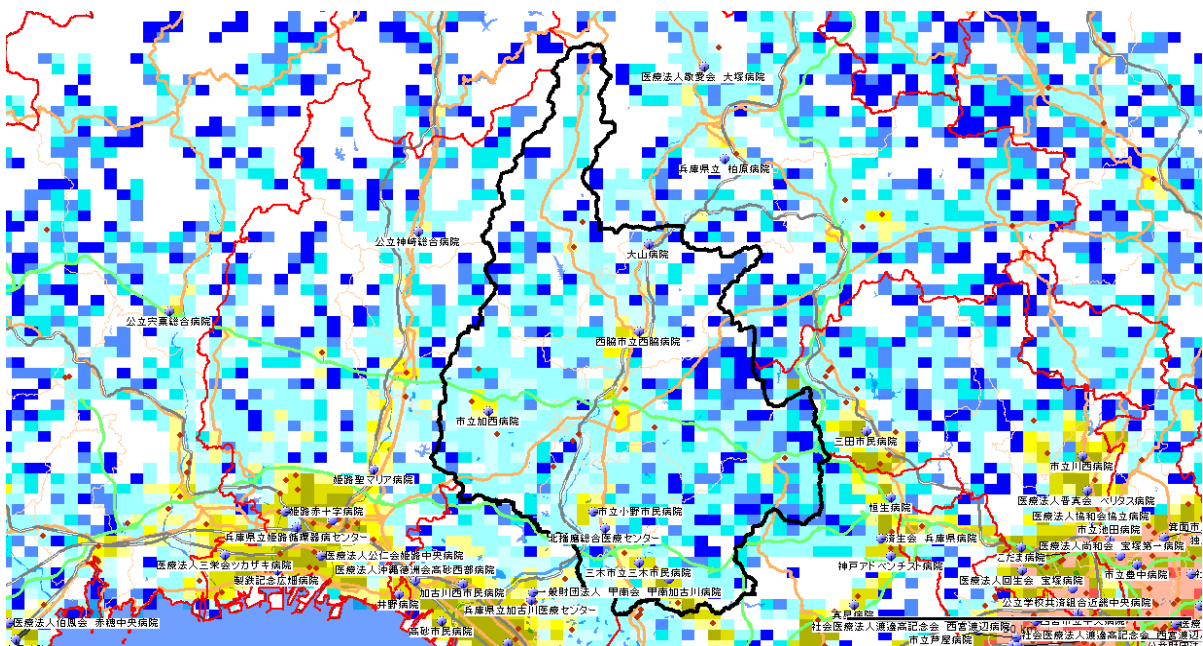 医療法人敬愛会 大塚病院
兵庫県立 柏原病院
公立神崎総合病院
大山病院
公立宍粟総合病院
西脇市立西脇病院
市立加西病院
三田市民病院
市立川西病院
姫路聖マリア病院
医療法人晋真会 ベリタス病院
恒生病院
姫路赤十字病院
市立小野市民病院
医療法人協和会協立病院
兵庫県立姫路循環器病センター
北播磨総合医療センター
済生会 兵庫県病院
市立池田病院
箕面市
医療法人尚和会 宝塚第一病院
医療法人公仁会姫路中央病院
こだま病院
医療法人三栄会ツカザキ病院
三木市立三木市民病院
神戸アドベンチスト病院
医療法人沖縄徳洲会高砂西部病院
市立豊中病院
製鉄記念広畑病院
医療法人回生会 宝塚病院
加古川西市民病院
一般財団法人 甲南会 甲南加古川病院
公立学校共済組合近畿中央病院
兵庫県立加古川医療センター
医療法人伯鳳会 赤穂中央病院
高砂市民病院
社会医療法人渡邊高記念会 西宮渡辺病院
市立芦屋病院